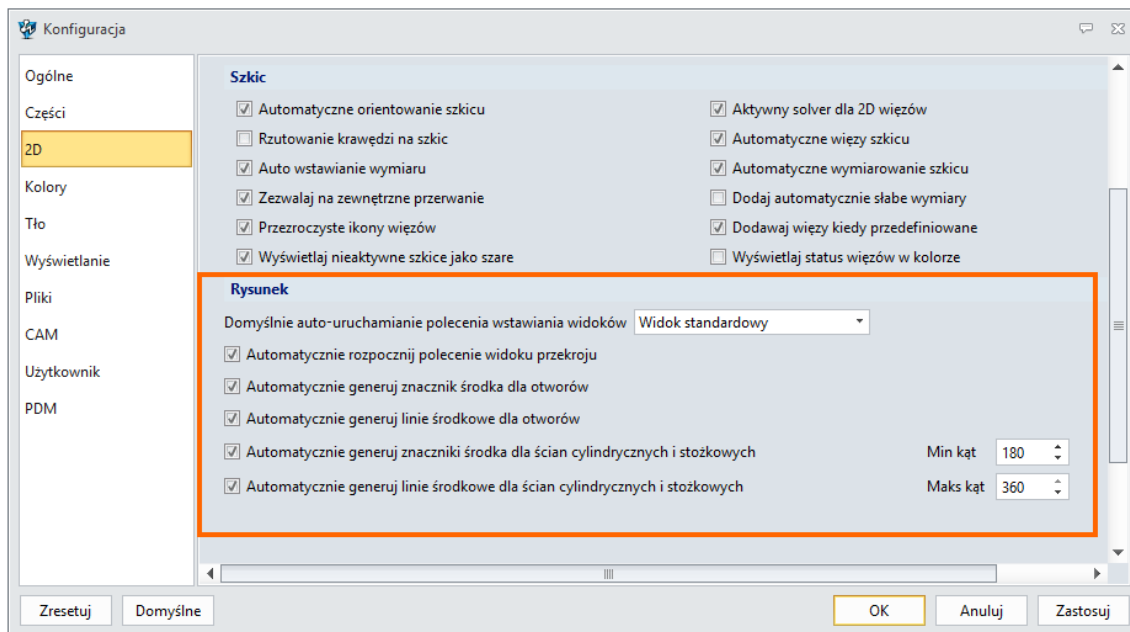 Konfiguracja
Ogólne
Części
2D
Kolory
Tło
Wyświetlanie
Pliki
CAM
Użytkownik
PDM
Szkic
Automatyczne orientowanie szkicu
Aktywny solver dla 2D więzów
Rzutowanie krawędzi na szkic
Automatyczne więzy szkicu
Auto wstawianie wymiaru
Automatyczne wymiarowanie szkicu
Zezwalaj na zewnętrzne przerwanie
Dodaj automatycznie słabe wymiary
Przezroczyste ikony więzów
Dodawaj więzy kiedy przedefiniowane
Wyświetlaj nieaktywne szkice jako szare
Wyświetlaj status więzów w kolorze
Rysunek
Domyślnie auto-uruchamianie polecenia wstawiania widoków Widok standardowy
Automatycznie rozpocznij polecenie widoku przekroju
Automatycznie generuj znacznik środka dla otworów
Automatycznie generuj linie środkowe dla otworów
Automatycznie generuj znaczniki środka dla ścian cylindrycznych i stożkowych Min kąt 180
Automatycznie generuj linie środkowe dla ścian cylindrycznych i stożkowych Maks kąt 360
Zresetuj Domyślne OK Anuluj Zastosuj